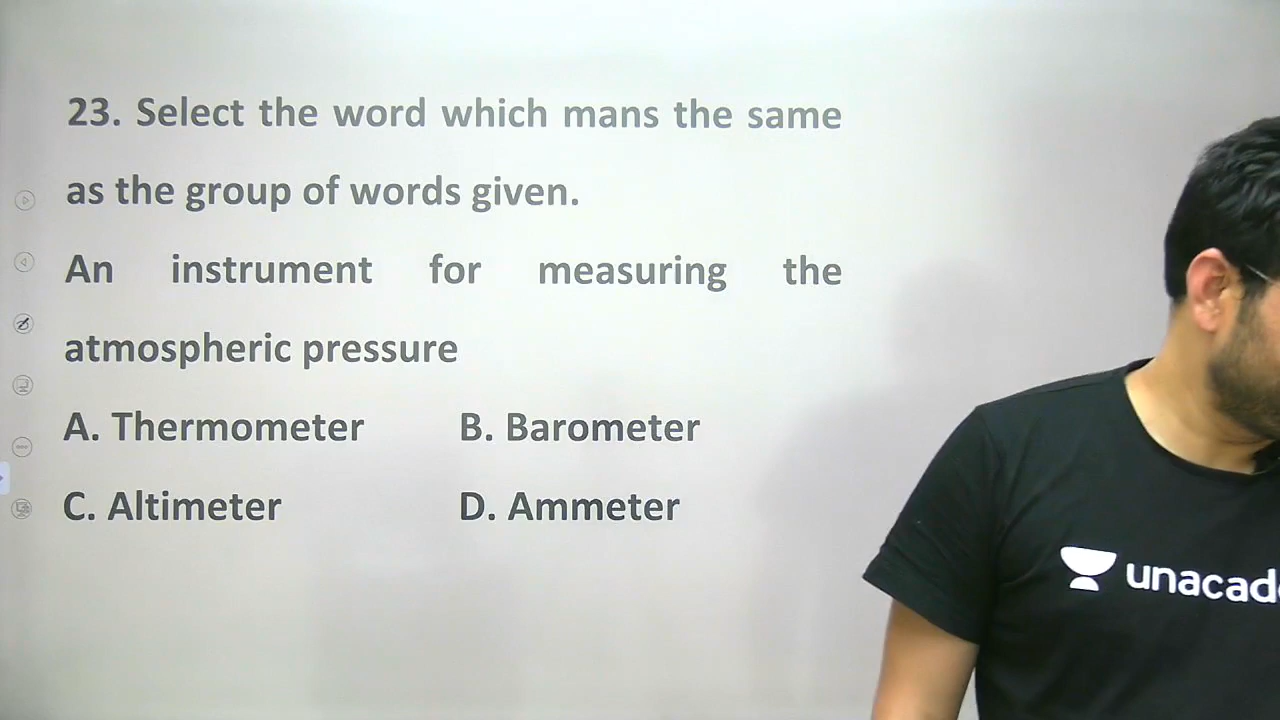 23. Select the word which mans the same
as the group of words given.
An instrument for measuring the
atmospheric pressure
A. Thermometer B. Barometer
C. Altimeter D. Ammeter
unacade